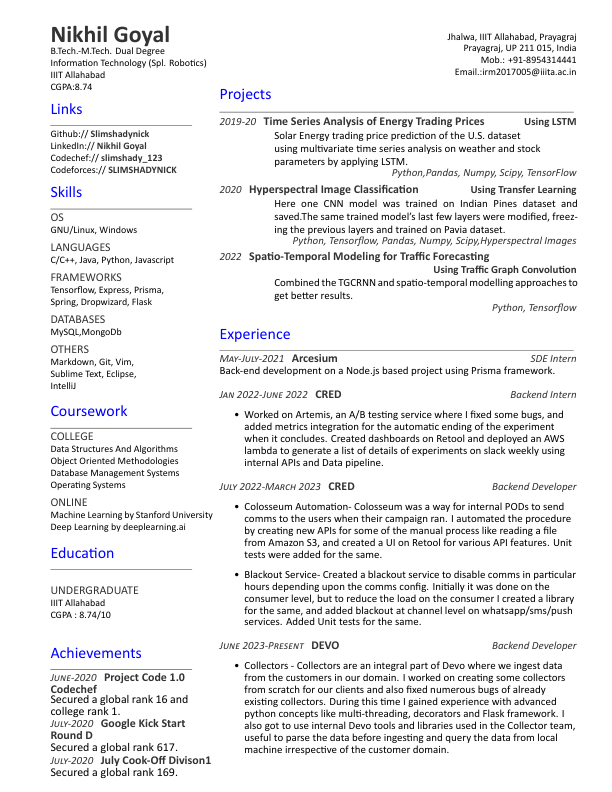 Nikhil Goyal
B.Tech.-M.Tech. Dual Degree
Information Technology (Spl. Robotics)
IIIT Allahabad
CGPA:8.74
Jhalwa, IIIT Allahabad, Prayagraj
Prayagraj, UP 211 015, India
Mob.: +91-8954314441
Email.:irm2017005@iiita.ac.in
Links
Github:// Slimshadynick
LinkedIn:// Nikhil Goyal
Codechef:// slimshady_123
Codeforces:// SLIMSHADYNICK
Skills
OS
GNU/Linux, Windows
LANGUAGES
C/C++, Java, Python, Javascript
FRAMEWORKS
Tensorflow, Express, Prisma,
Spring, Dropwizard, Flask
DATABASES
MySQL,MongoDb
OTHERS
Markdown, Git, Vim,
Sublime Text, Eclipse,
IntelliJ
Coursework
COLLEGE
Data Structures And Algorithms
Object Oriented Methodologies
Database Management Systems
Operating Systems
ONLINE
Machine Learning by Stanford University
Deep Learning by deeplearning.ai
Education
UNDERGRADUATE
IIIT Allahabad
CGPA : 8.74/10
Achievements
JUNE-2020 Project Code 1.0
Codechef
Secured a global rank 16 and
college rank 1.
JULY-2020 Google Kick Start
Round D
Secured a global rank 617.
JULY-2020 July Cook-Off Divison1
Secured a global rank 169.
Projects
2019-20 Time Series Analysis of Energy Trading Prices Using LSTM
Solar Energy trading price prediction of the U.S. dataset
using multivariate time series analysis on weather and stock
parameters by applying LSTM.
Python,Pandas, Numpy, Scipy, TensorFlow
2020 Hyperspectral Image Classification Using Transfer Learning
Here one CNN model was trained on Indian Pines dataset and
saved.The same trained model's last few layers were modified, freez-
ing the previous layers and trained on Pavia dataset.
Python, Tensorflow, Pandas, Numpy, Scipy,Hyperspectral Images
2022 Spatio-Temporal Modeling for Traffic Forecasting
Using Traffic Graph Convolution
Combined the TGCRNN and spatio-temporal modelling approaches to
get better results.
Python, Tensorflow
Experience
MAY-JULY-2021 Arcesium SDE Intern
Back-end development on a Node.js based project using Prisma framework.
JAN 2022-JUNE 2022 CRED Backend Intern
• Worked on Artemis, an A/B testing service where I fixed some bugs, and
added metrics integration for the automatic ending of the experiment
when it concludes. Created dashboards on Retool and deployed an AWS
lambda to generate a list of details of experiments on slack weekly using
internal APIs and Data pipeline.
JULY 2022-MARCH 2023 CRED Backend Developer
• Colosseum Automation- Colosseum was a way for internal PODs to send
comms to the users when their campaign ran. I automated the procedure
by creating new APIs for some of the manual process like reading a file
from Amazon S3, and created a UI on Retool for various API features. Unit
tests were added for the same.
• Blackout Service- Created a blackout service to disable comms in particular
hours depending upon the comms config. Initially it was done on the
consumer level, but to reduce the load on the consumer I created a library
for the same, and added blackout at channel level on whatsapp/sms/push
services. Added Unit tests for the same.
JUNE 2023-PRESENT DEVO Backend Developer
• Collectors - Collectors are an integral part of Devo where we ingest data
from the customers in our domain. I worked on creating some collectors
from scratch for our clients and also fixed numerous bugs of already
existing collectors. During this time I gained experience with advanced
python concepts like multi-threading, decorators and Flask framework. I
also got to use internal Devo tools and libraries used in the Collector team,
useful to parse the data before ingesting and query the data from local
machine irrespective of the customer domain.